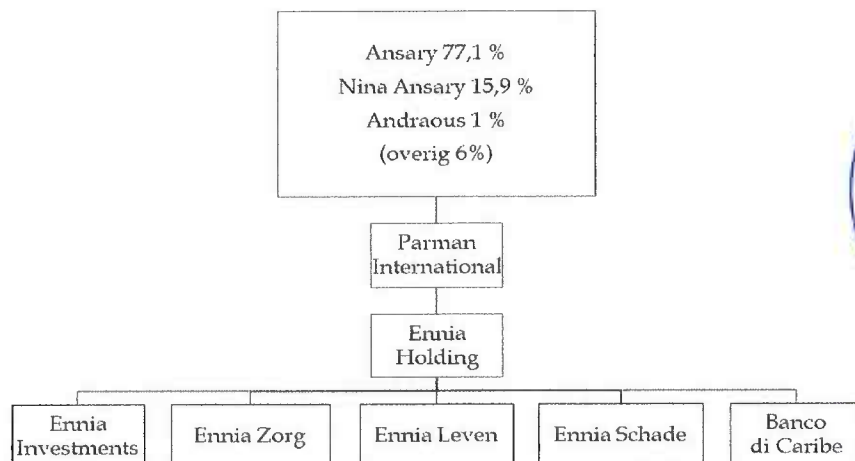 Ansary 77,1 %
Nina Ansary 15,9 %
Andraous 1 %
(overig 6%)
Parman
International
Ennia
Holding
Ennia
Investments
Ennia Zorg
Ennia Leven
Ennia Schade
Banco
di Caribe